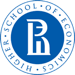 HIGHER · SCHOOL · OF · ECONOMICS